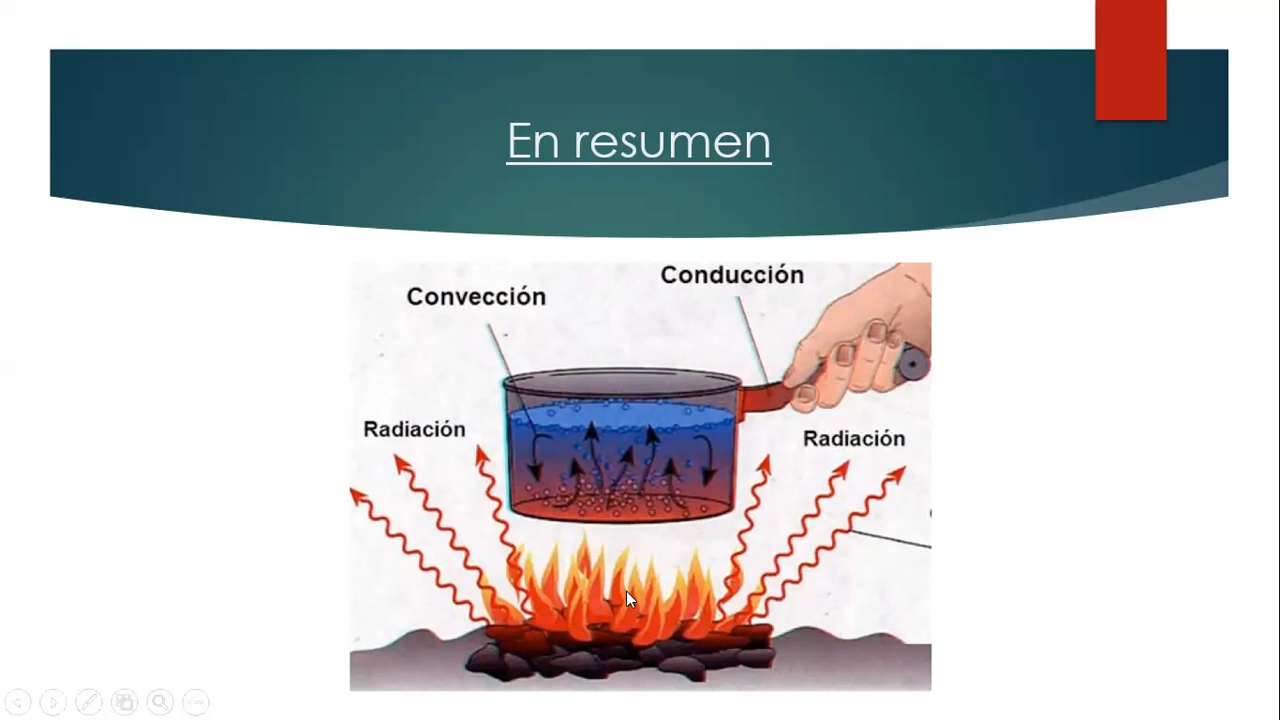 En resumen
Conducción
Convección
Radiación
Radiación